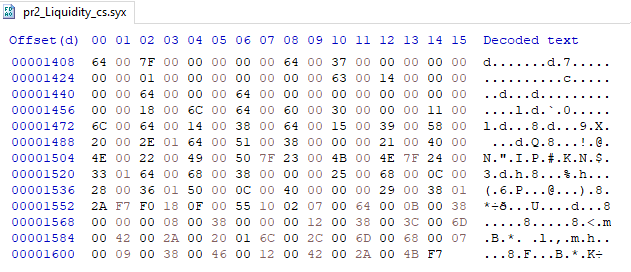 pr2_Liquidity_cs.syx
Offset(d) 00 01 02 03 04 05 06 07 08 09 10 11 12 13 14 15 Decoded text
00001408 64 00 7F 00 00 00 00 00 64 00 37 00 00 00 00 00 d.......d.7.....
00001424 00 00 01 00 00 00 00 00 00 00 63 00 14 00 00 00 ..........c.....
00001440 00 00 64 00 00 00 64 00 00 00 00 00 00 00 00 00 ..d...d.........
00001456 00 00 18 00 6C 00 64 00 60 00 30 00 00 00 11 00 ....l.d.`.0.....
00001472 6C 00 64 00 14 00 38 00 64 00 15 00 39 00 58 00 l.d...8.d...9.X.
00001488 20 00 2E 01 64 00 51 00 38 00 00 00 21 00 40 00  ...d.Q8...!.@.
00001504 4E 00 22 00 49 00 50 7F 23 00 4B 00 4E 7F 24 00 N.".I.P.#.K.N.$.
00001520 33 01 64 00 68 00 38 00 00 00 25 00 68 00 0C 00 3.d.h.8...%.h...
00001536 28 00 36 01 50 00 0C 00 40 00 00 00 29 00 38 01 (.6.P...@...).8.
00001552 2A F7 F0 18 0F 00 55 10 02 07 00 64 00 0B 00 38 *÷ð...U....d...8
00001568 00 00 00 08 00 38 00 00 00 12 00 38 00 3C 00 6D .....8.....8.<.m
00001584 00 42 00 2A 00 20 01 6C 00 2C 00 6D 00 68 00 07 .B.*. .l.,.m.h..
00001600 00 09 00 38 00 46 00 12 00 42 00 2A 00 4B F7 ...8.F...B.*.K÷